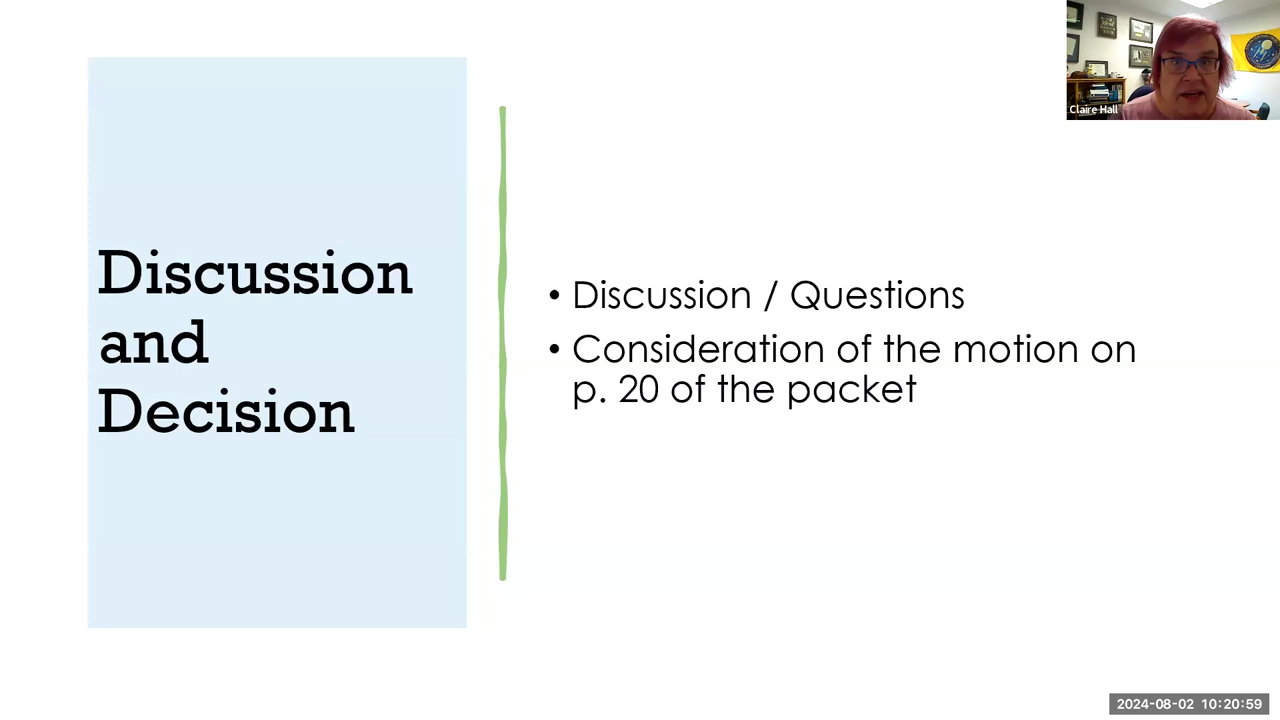 Claire Hall
Discussion
and
Decision
• Discussion / Questions
• Consideration of the motion on
p. 20 of the packet
2024-08-02 10:20:59